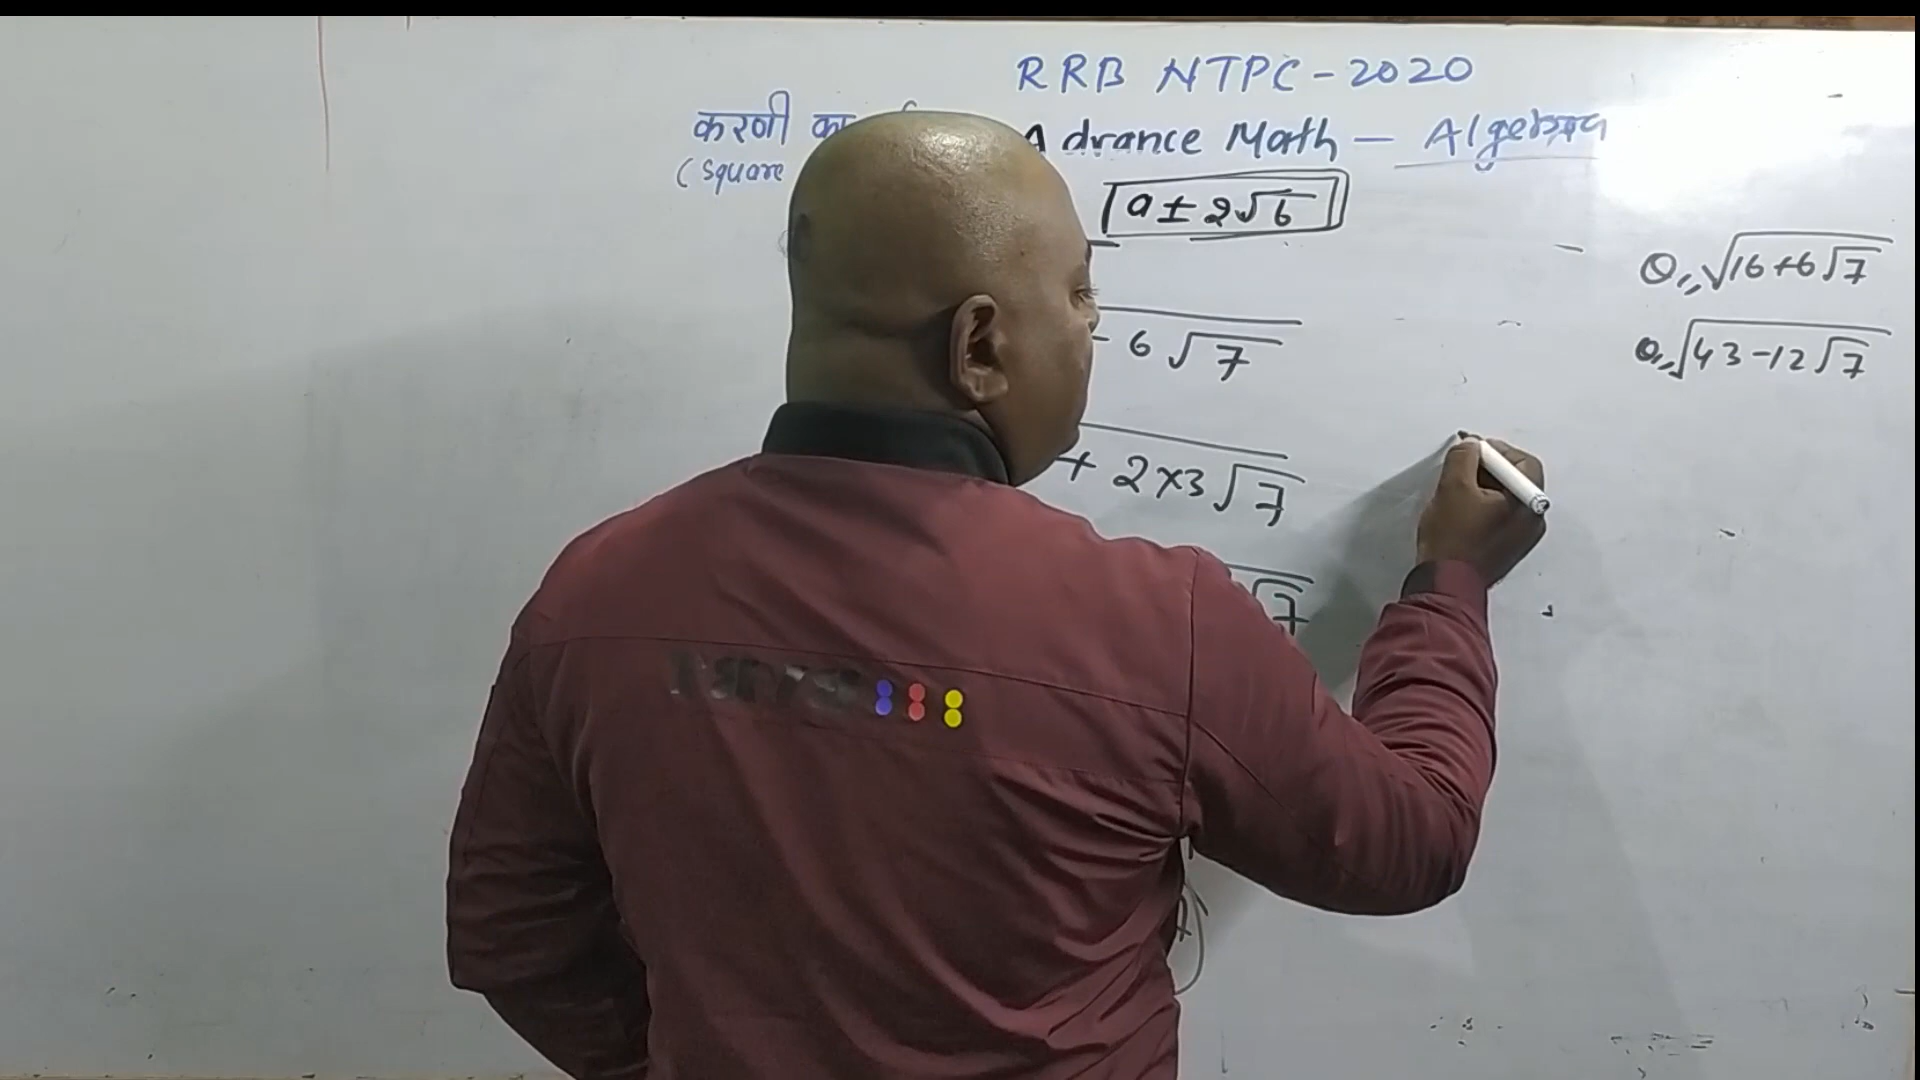 RRB NTPC-2020
करणी का
Advance Math - Algebra
(square
a ± 2√b
Q,, √16+6√7
- 6√7
Q,, √43-12√7
+ 2×3√7
√7